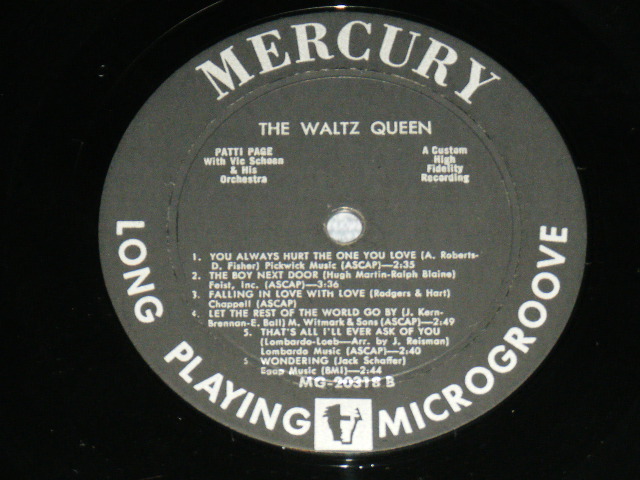 MERCURY
THE WALTZ QUEEN
PATTI PAGE
With Vic Schoen
& His
Orchestra
A Custom
High
Fidelity
Recording
1. YOU ALWAYS HURT THE ONE YOU LOVE (A. Roberts-
D. Fisher) Pickwick Music (ASCAP)—2:35
2. THE BOY NEXT DOOR (Hugh Martin-Ralph Blaine)
Feist, Inc. (ASCAP)—3:36
3. FALLING IN LOVE WITH LOVE (Rodgers & Hart)
Chappell (ASCAP)
4. LET THE REST OF THE WORLD GO BY (J. Kern-
Brennan-E. Ball) M. Witmark & Sons (ASCAP)—2:49
5. THAT'S ALL I'LL EVER ASK OF YOU
(Lombardo-Loeb—Arr. by J. Reisman)
Lombardo Music (ASCAP)—2:40
WONDERING (Jack Schaffer)
Music (BMI)—2:44
MG-20318 B
LONG PLAYING MICROGROOVE